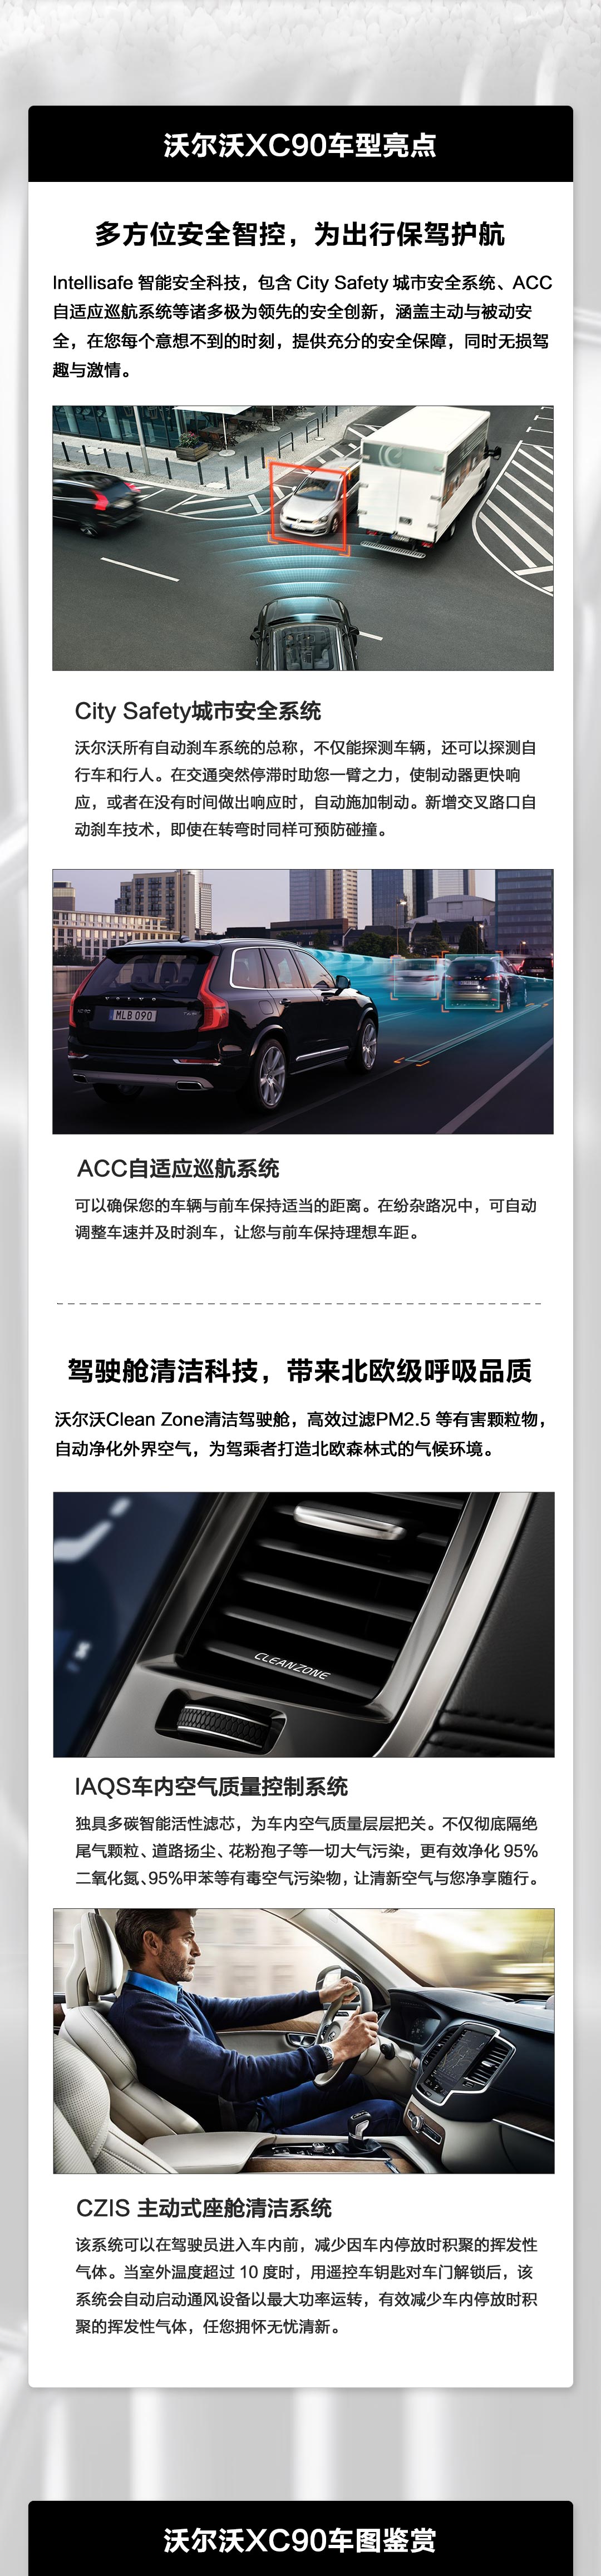 沃尔沃XC90车型亮点
多方位安全智控，为出行保驾护航
Intellisafe 智能安全科技，包含 City Safety 城市安全系统、ACC
自适应巡航系统等诸多极为领先的安全创新，涵盖主动与被动安
全，在您每个意想不到的时刻，提供充分的安全保障，同时无损驾
趣与激情。
City Safety城市安全系统
沃尔沃所有自动刹车系统的总称，不仅能探测车辆，还可以探测自
行车和行人。在交通突然停滞时助您一臂之力，使制动器更快响
应，或者在没有时间做出响应时，自动施加制动。新增交叉路口自
动刹车技术，即使在转弯时同样可预防碰撞。
VOLVO
MLB 090
ACC自适应巡航系统
可以确保您的车辆与前车保持适当的距离。在纷杂路况中，可自动
调整车速并及时刹车，让您与前车保持理想车距。
驾驶舱清洁科技，带来北欧级呼吸品质
沃尔沃Clean Zone清洁驾驶舱，高效过滤PM2.5 等有害颗粒物，
自动净化外界空气，为驾乘者打造北欧森林式的气候环境。
CLEANZONE
IAQS车内空气质量控制系统
独具多碳智能活性滤芯，为车内空气质量层层把关。不仅彻底隔绝
尾气颗粒、道路扬尘、花粉孢子等一切大气污染，更有效净化 95%
二氧化氮、95%甲苯等有毒空气污染物，让清新空气与您净享随行。
CZIS 主动式座舱清洁系统
该系统可以在驾驶员进入车内前，减少因车内停放时积聚的挥发性
气体。当室外温度超过 10 度时，用遥控车钥匙对车门解锁后，该
系统会自动启动通风设备以最大功率运转，有效减少车内停放时积
聚的挥发性气体，任您拥怀无忧清新。
沃尔沃XC90车图鉴赏